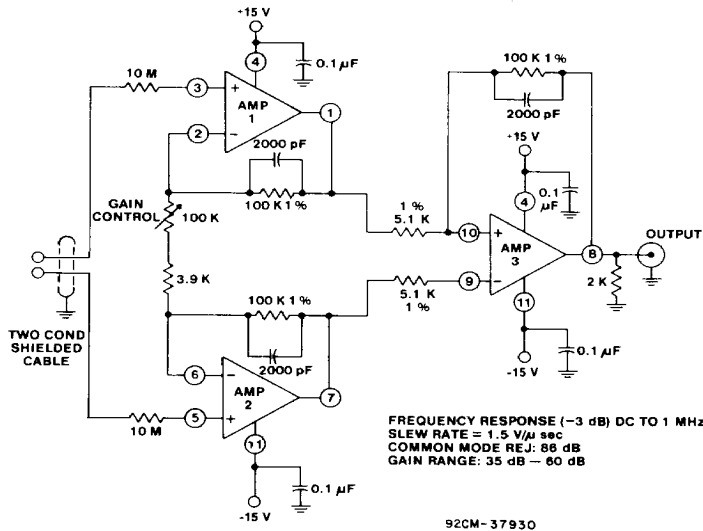 +15 V
4
0.1 µF
10 M
3
+
AMP
1
1
2
−
2000 pF
100 K 1%
GAIN
CONTROL
100 K
3.9 K
TWO COND
SHIELDED
CABLE
100 K 1%
2000 pF
6
−
AMP
2
7
10 M
5
+
11
0.1 µF
-15 V
100 K 1%
2000 pF
+15 V
4
0.1
µF
1 %
5.1 K
10
+
AMP
3
9
−
5.1 K
1%
8
OUTPUT
2 K
11
0.1 µF
-15 V
FREQUENCY RESPONSE (−3 dB) DC TO 1 MHz
SLEW RATE = 1.5 V/µ sec
COMMON MODE REJ: 86 dB
GAIN RANGE: 35 dB — 60 dB
92CM-37930